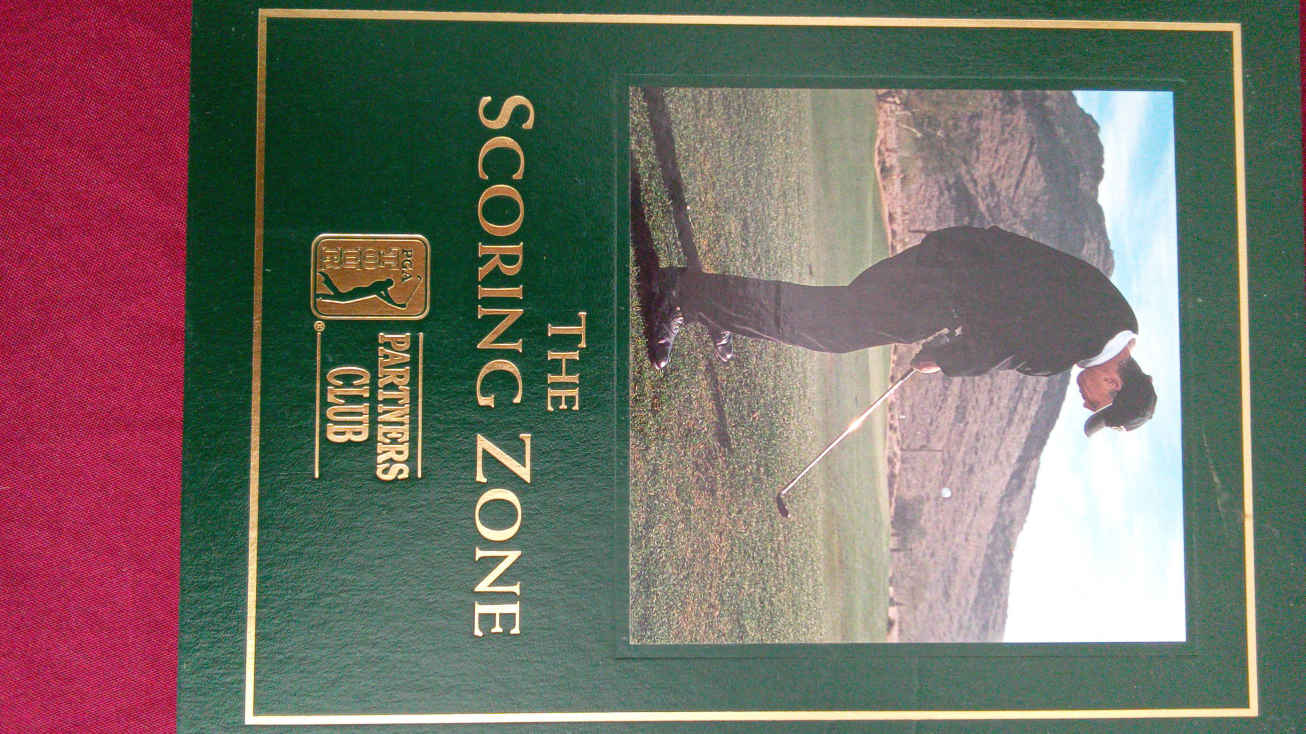 THE
SCORING ZONE
PGA
TOUR
PARTNERS
CLUB
®